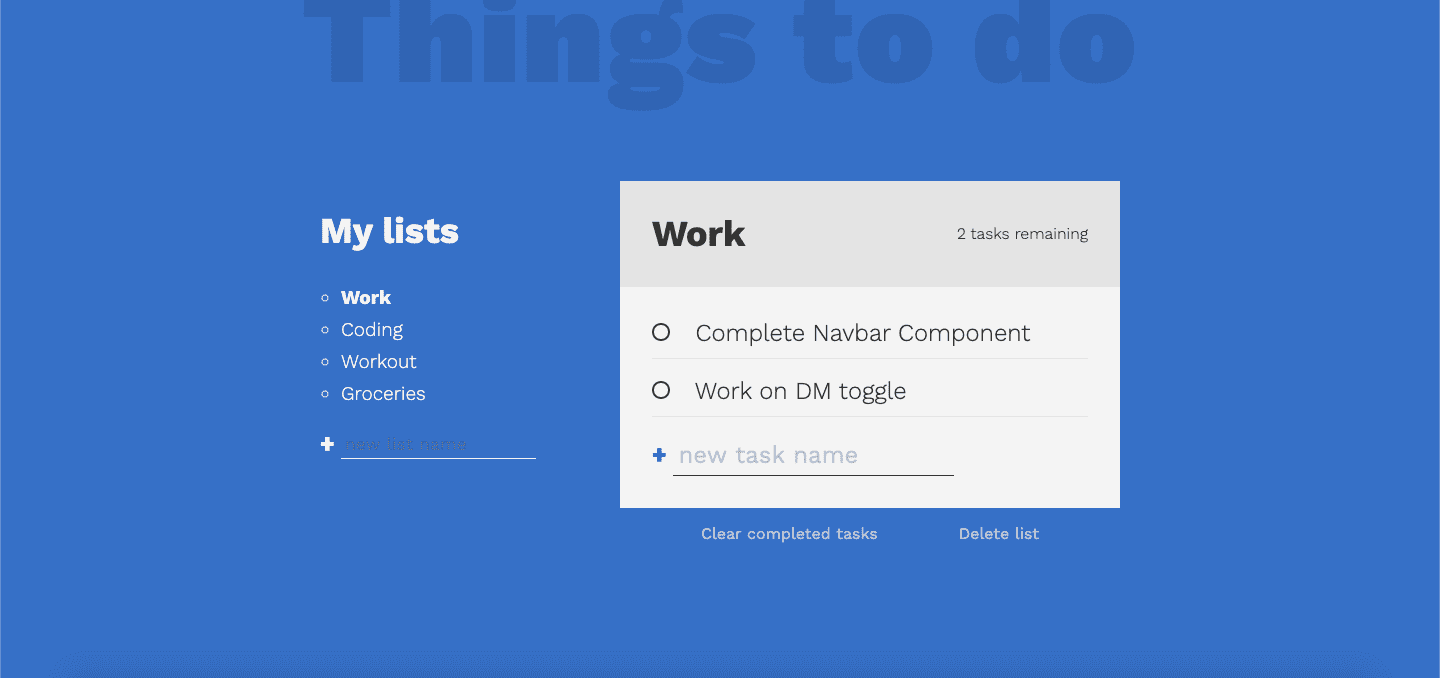 Things to do
My lists
Work
Coding
Workout
Groceries
new list name
Work
2 tasks remaining
Complete Navbar Component
Work on DM toggle
new task name
Clear completed tasks
Delete list